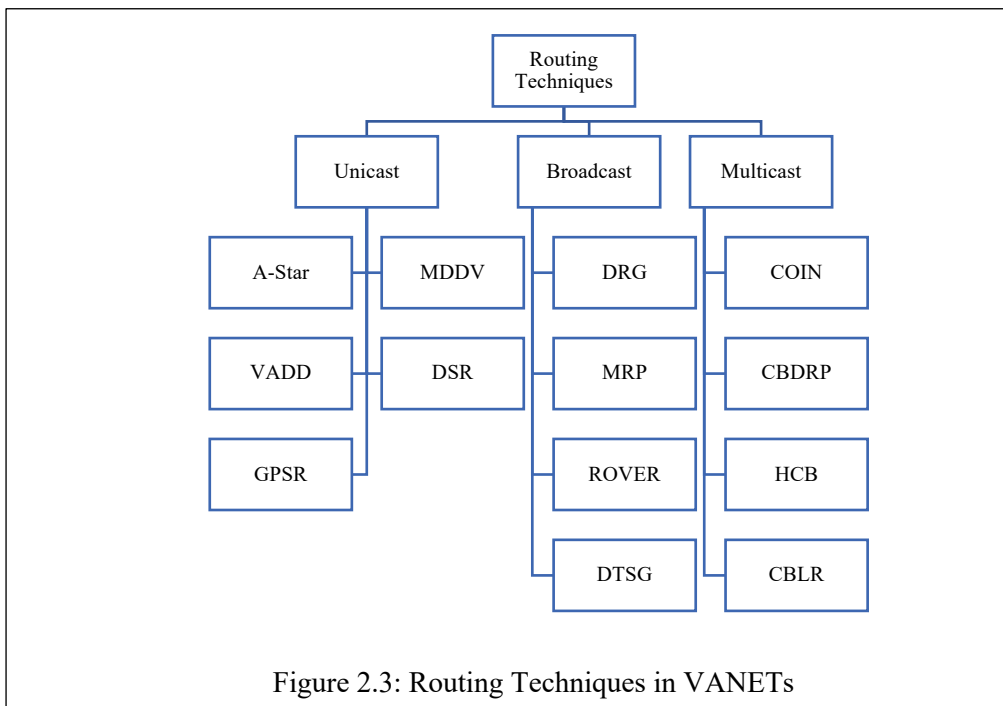 Routing
Techniques
Unicast
Broadcast
Multicast
A-Star
MDDV
DRG
COIN
VADD
DSR
MRP
CBDRP
GPSR
ROVER
HCB
DTSG
CBLR
Figure 2.3: Routing Techniques in VANETs